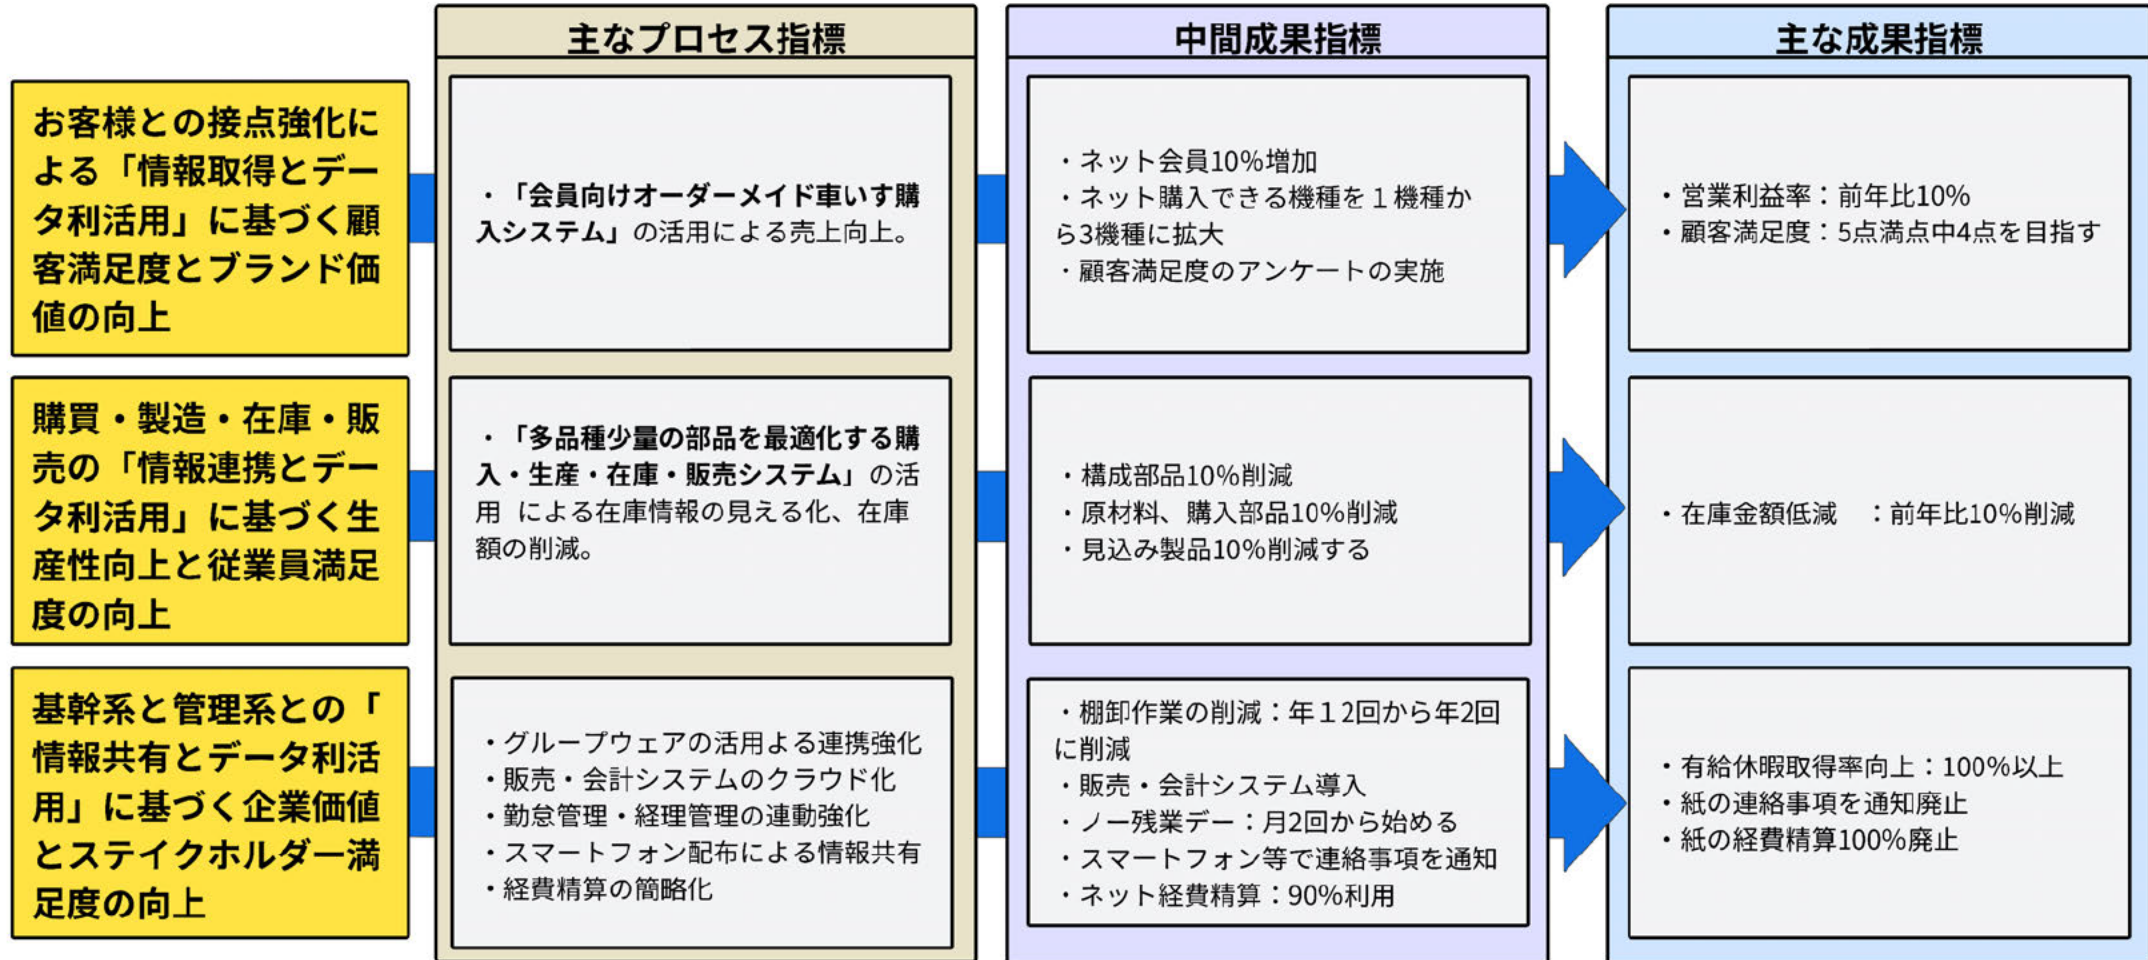 主なプロセス指標
中間成果指標
主な成果指標
お客様との接点強化に
よる「情報取得とデー
タ利活用」に基づく顧
客満足度とブランド価
値の向上
・「会員向けオーダーメイド車いす購
入システム」の活用による売上向上。
・ネット会員10%増加
・ネット購入できる機種を１機種か
ら3機種に拡大
・顧客満足度のアンケートの実施
・営業利益率：前年比10%
・顧客満足度：5点満点中4点を目指す
購買・製造・在庫・販
売の「情報連携とデー
タ利活用」に基づく生
産性向上と従業員満足
度の向上
・「多品種少量の部品を最適化する購
入・生産・在庫・販売システム」の活
用 による在庫情報の見える化、在庫
額の削減。
・構成部品10%削減
・原材料、購入部品10%削減
・見込み製品10%削減する
・在庫金額低減　：前年比10%削減
基幹系と管理系との「
情報共有とデータ利活
用」に基づく企業価値
とステイクホルダー満
足度の向上
・グループウェアの活用よる連携強化
・販売・会計システムのクラウド化
・勤怠管理・経理管理の連動強化
・スマートフォン配布による情報共有
・経費精算の簡略化
・棚卸作業の削減：年１2回から年2回
に削減
・販売・会計システム導入
・ノー残業デー：月2回から始める
・スマートフォン等で連絡事項を通知
・ネット経費精算：90%利用
・有給休暇取得率向上：100%以上
・紙の連絡事項を通知廃止
・紙の経費精算100%廃止